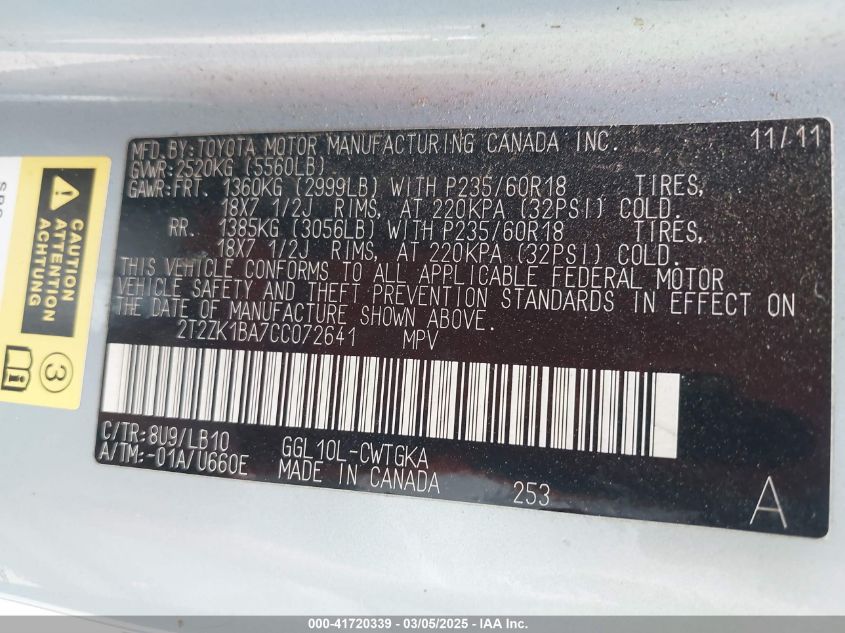 MFD.BY:TOYOTA MOTOR MANUFACTURING CANADA INC. 11/11
GVWR:2520KG (5560LB)
GAWR:FRT. 1360KG (2999LB) WITH P235/60R18 TIRES,
18X7 1/2J RIMS, AT 220KPA (32PSI) COLD.
RR. 1385KG (3056LB) WITH P235/60R18 TIRES,
18X7 1/2J RIMS, AT 220KPA (32PSI) COLD.
THIS VEHICLE CONFORMS TO ALL APPLICABLE FEDERAL MOTOR
VEHICLE SAFETY AND THEFT PREVENTION STANDARDS IN EFFECT ON
THE DATE OF MANUFACTURE SHOWN ABOVE.
2T2ZK1BA7CC072641 MPV
C/TR:8U9/LB10 GGL10L-CWTGKA
A/TM:-01A/U660E MADE IN CANADA 253 A
CAUTION
ATTENTION
ACHTUNG
3
i
000-41720339 - 03/05/2025 - IAA Inc.